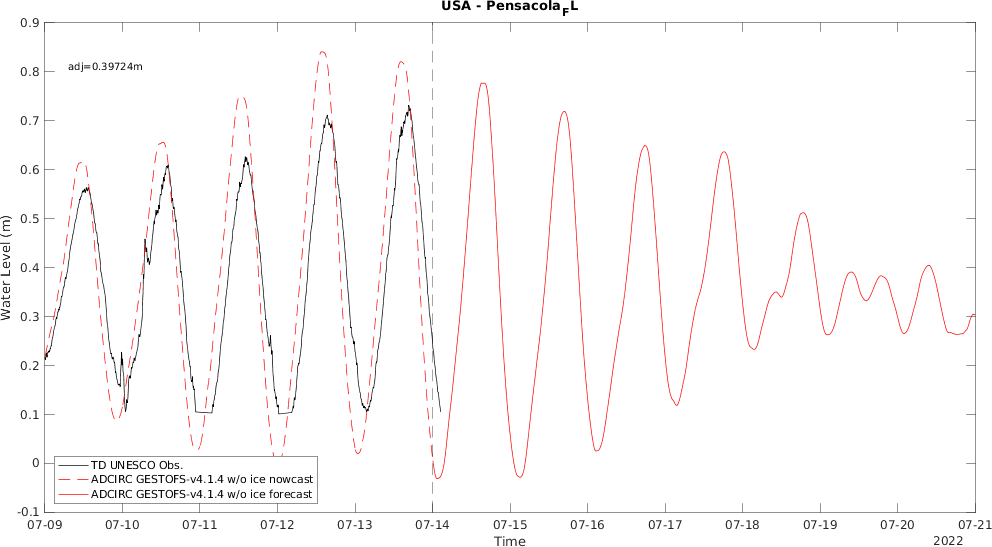 USA - Pensacola_FL
adj=0.39724m
0.9
0.8
0.7
0.6
0.5
0.4
0.3
0.2
0.1
0
-0.1
Water Level (m)
TD UNESCO Obs.
ADCIRC GESTOFS-v4.1.4 w/o ice nowcast
ADCIRC GESTOFS-v4.1.4 w/o ice forecast
07-09 07-10 07-11 07-12 07-13 07-14 07-15 07-16 07-17 07-18 07-19 07-20 07-21
Time
2022